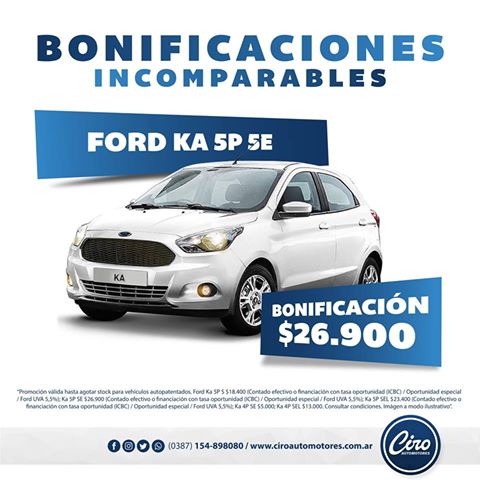 BONIFICACIONES
INCOMPARABLES
FORD KA 5P 5E
KA
BONIFICACIÓN
$26.900
"Promoción válida hasta agotar stock para vehículos autopatentados. Ford Ka 5P S $18.400 (Contado efectivo o financiación con tasa oportunidad (ICBC) / Oportunidad especial
/ Ford UVA 5,5%); Ka 5P SE $26.900 (Contado efectivo o financiación con tasa oportunidad (ICBC) / Oportunidad especial / Ford UVA 5,5%); Ka 5P SEL $23.400 (Contado efectivo o
financiación con tasa oportunidad (ICBC) / Oportunidad especial / Ford UVA 5,5%); Ka 4P SE $5.000; Ka 4P SEL $13.000. Consultar condiciones. Imágen a modo ilustrativo".
(0387) 154-898080 / www.ciroautomotores.com.ar
Ciro
AUTOMOTORES